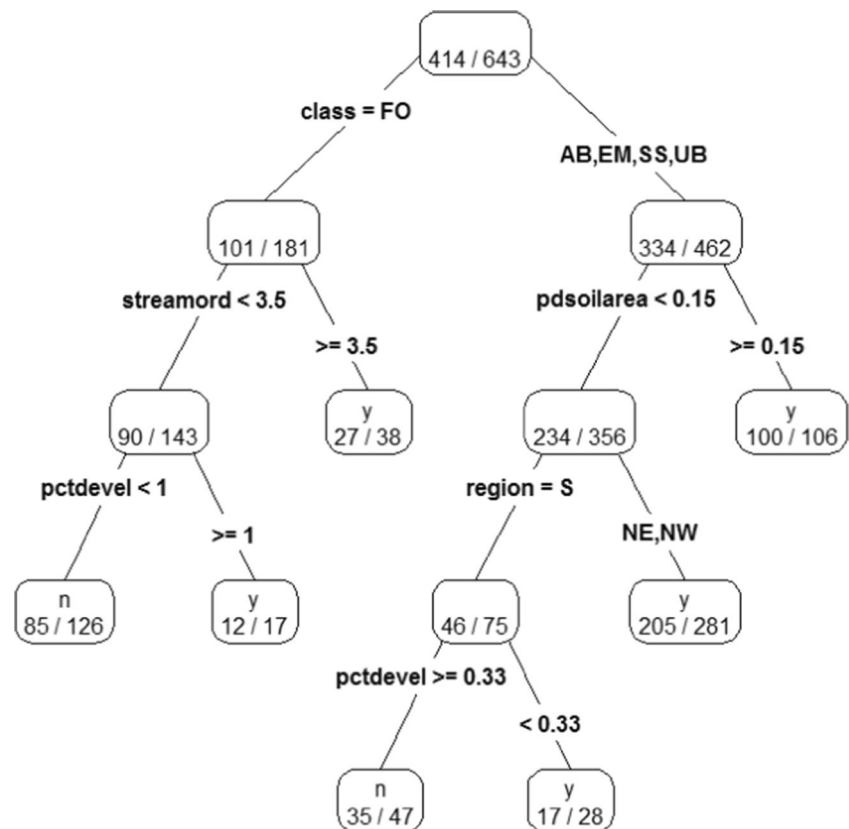 414 / 643
class = FO
AB,EM,SS,UB
101 / 181
334 / 462
streamord < 3.5
pdsoilarea < 0.15
>= 3.5
>= 0.15
90 / 143
y
27 / 38
234 / 356
y
100 / 106
pctdevel < 1
region = S
>= 1
NE,NW
n
85 / 126
y
12 / 17
46 / 75
y
205 / 281
pctdevel >= 0.33
< 0.33
n
35 / 47
y
17 / 28